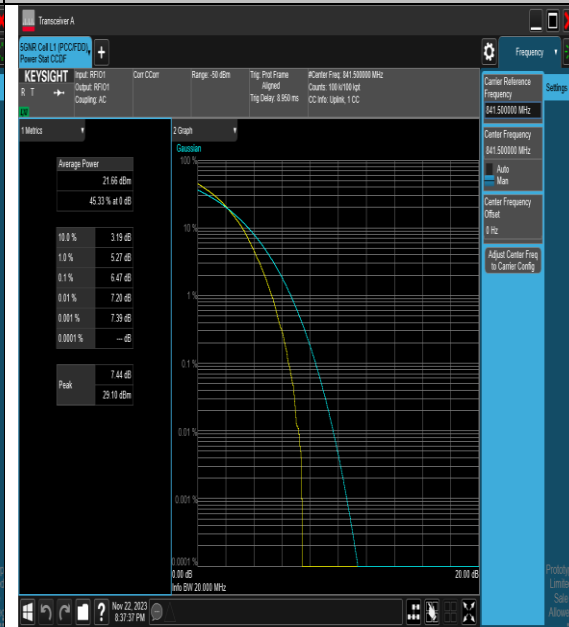 Transceiver A
5GNR Cell L1 (PCC/FDD)
Power Stat CCDF
Frequency
KEYSIGHT
R T
Input: RFIO1
Output: RFIO1
Coupling: AC
Corr CCorr
Range: -50 dBm
Trig: Prot Frame
Aligned
Trig Delay: 8.950 ms
#Center Freq: 841.500000 MHz
Counts: 100 k/100 kpt
CC Info: Uplink, 1 CC
Carrier Reference
Frequency
841.500000 MHz
Settings
Center Frequency
841.500000 MHz
Auto
Man
Center Frequency
Offset
0 Hz
Adjust Center Freq
to Carrier Config
1 Metrics
Average Power
21.66 dBm
45.33 % at 0 dB
10.0 % 3.19 dB
1.0 % 5.27 dB
0.1 % 6.47 dB
0.01 % 7.20 dB
0.001 % 7.39 dB
0.0001 % --- dB
Peak 7.44 dB
29.10 dBm
2 Graph
Gaussian
100 %
10 %
1 %
0.1 %
0.01 %
0.001 %
0.0001 %
0.00 dB
20.00 dB
Info BW 20.000 MHz
?
Nov 22, 2023
8:37:37 PM